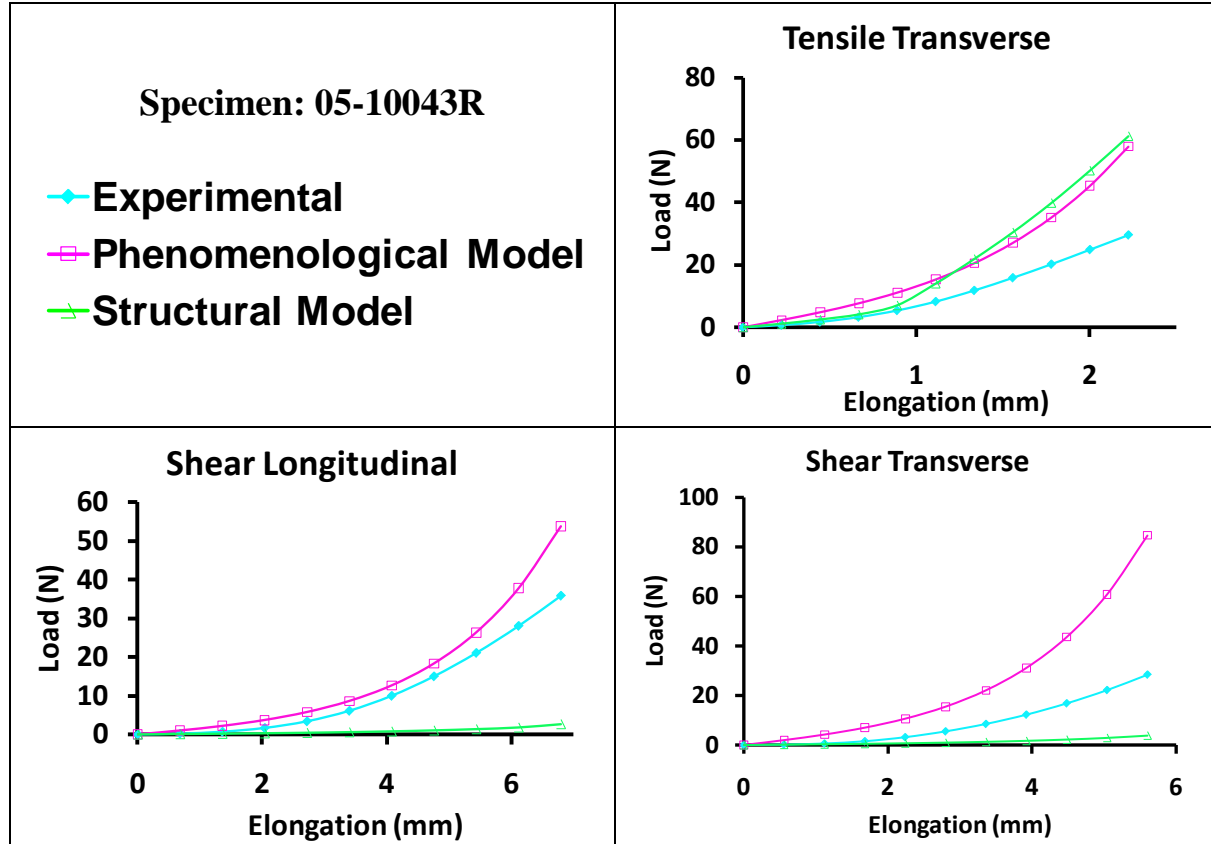 Specimen: 05-10043R
Experimental
Phenomenological Model
Structural Model
Tensile Transverse
80
60
40
20
0
Load (N)
0 1 2
Elongation (mm)
Shear Longitudinal
60
50
40
30
20
10
0
Load (N)
0 2 4 6
Elongation (mm)
Shear Transverse
100
80
60
40
20
0
Load (N)
0 2 4 6
Elongation (mm)